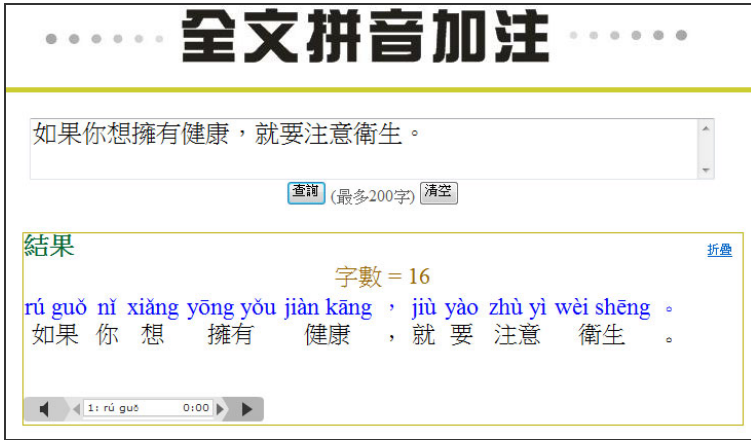 全文拼音加注
如果你想擁有健康，就要注意衛生。
查詢 (最多200字) 清空
結果 折疊
字數 = 16
rú guǒ nǐ xiǎng yōng yǒu jiàn kāng ， jiù yào zhù yì wèi shēng 。
如果 你 想 擁有 健康 ，就 要 注意 衛生 。
1: rú guǒ 0:00